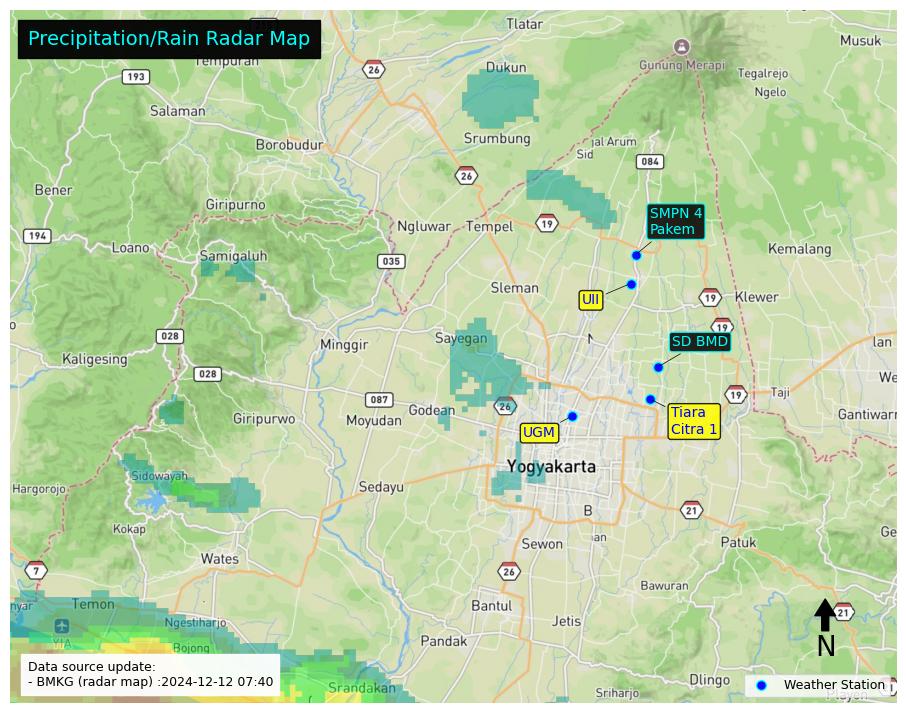 Precipitation/Rain Radar Map
Tlatar
Musuk
26
193
Dukun
Gunung Merapi
Tegalrejo
Ngelo
Salaman
Borobudur
Srumbung
jal Arum
Sid
084
26
Bener
Giripurno
SMPN 4
Pakem
194
Loano
Samigaluh
Ngluwar
Tempel
19
Kemalang
035
Sleman
UII
19
Klewer
19
028
Minggir
Sayegan
N
SD BMD
lan
Kaligesing
028
We
087
Godean
26
19
Taji
Giripurwo
Moyudan
UGM
Tiara
Citra 1
Gantiwarn
Yogyakarta
Hargorojo
Sidowayah
Sedayu
Kokap
B
21
Wates
Sewon
an
Patuk
Ge
7
26
Bawuran
nyar
Temon
Bantul
21
YIA
Ngestiharjo
Jetis
Bojong
Pandak
N
Data source update:
- BMKG (radar map) :2024-12-12 07:40
Srandakan
Sriharjo
Dlingo
Weather Station
Playen